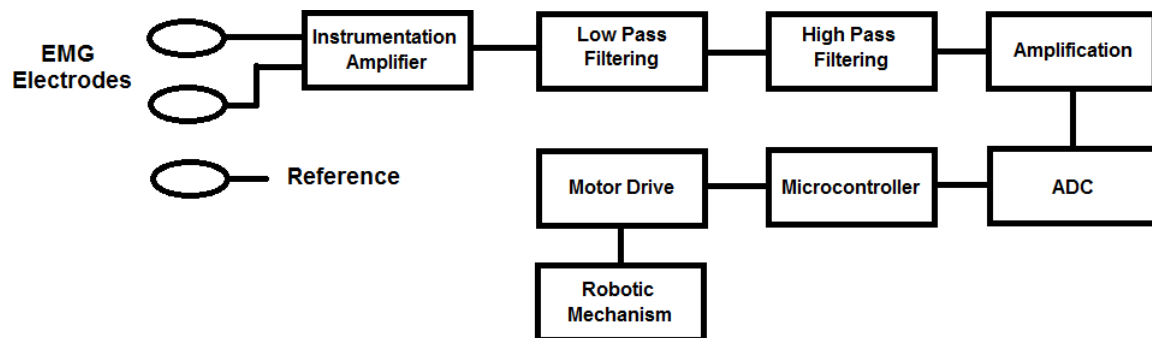 EMG
Electrodes
Instrumentation
Amplifier
Low Pass
Filtering
High Pass
Filtering
Amplification
Reference
Motor Drive
Microcontroller
ADC
Robotic
Mechanism